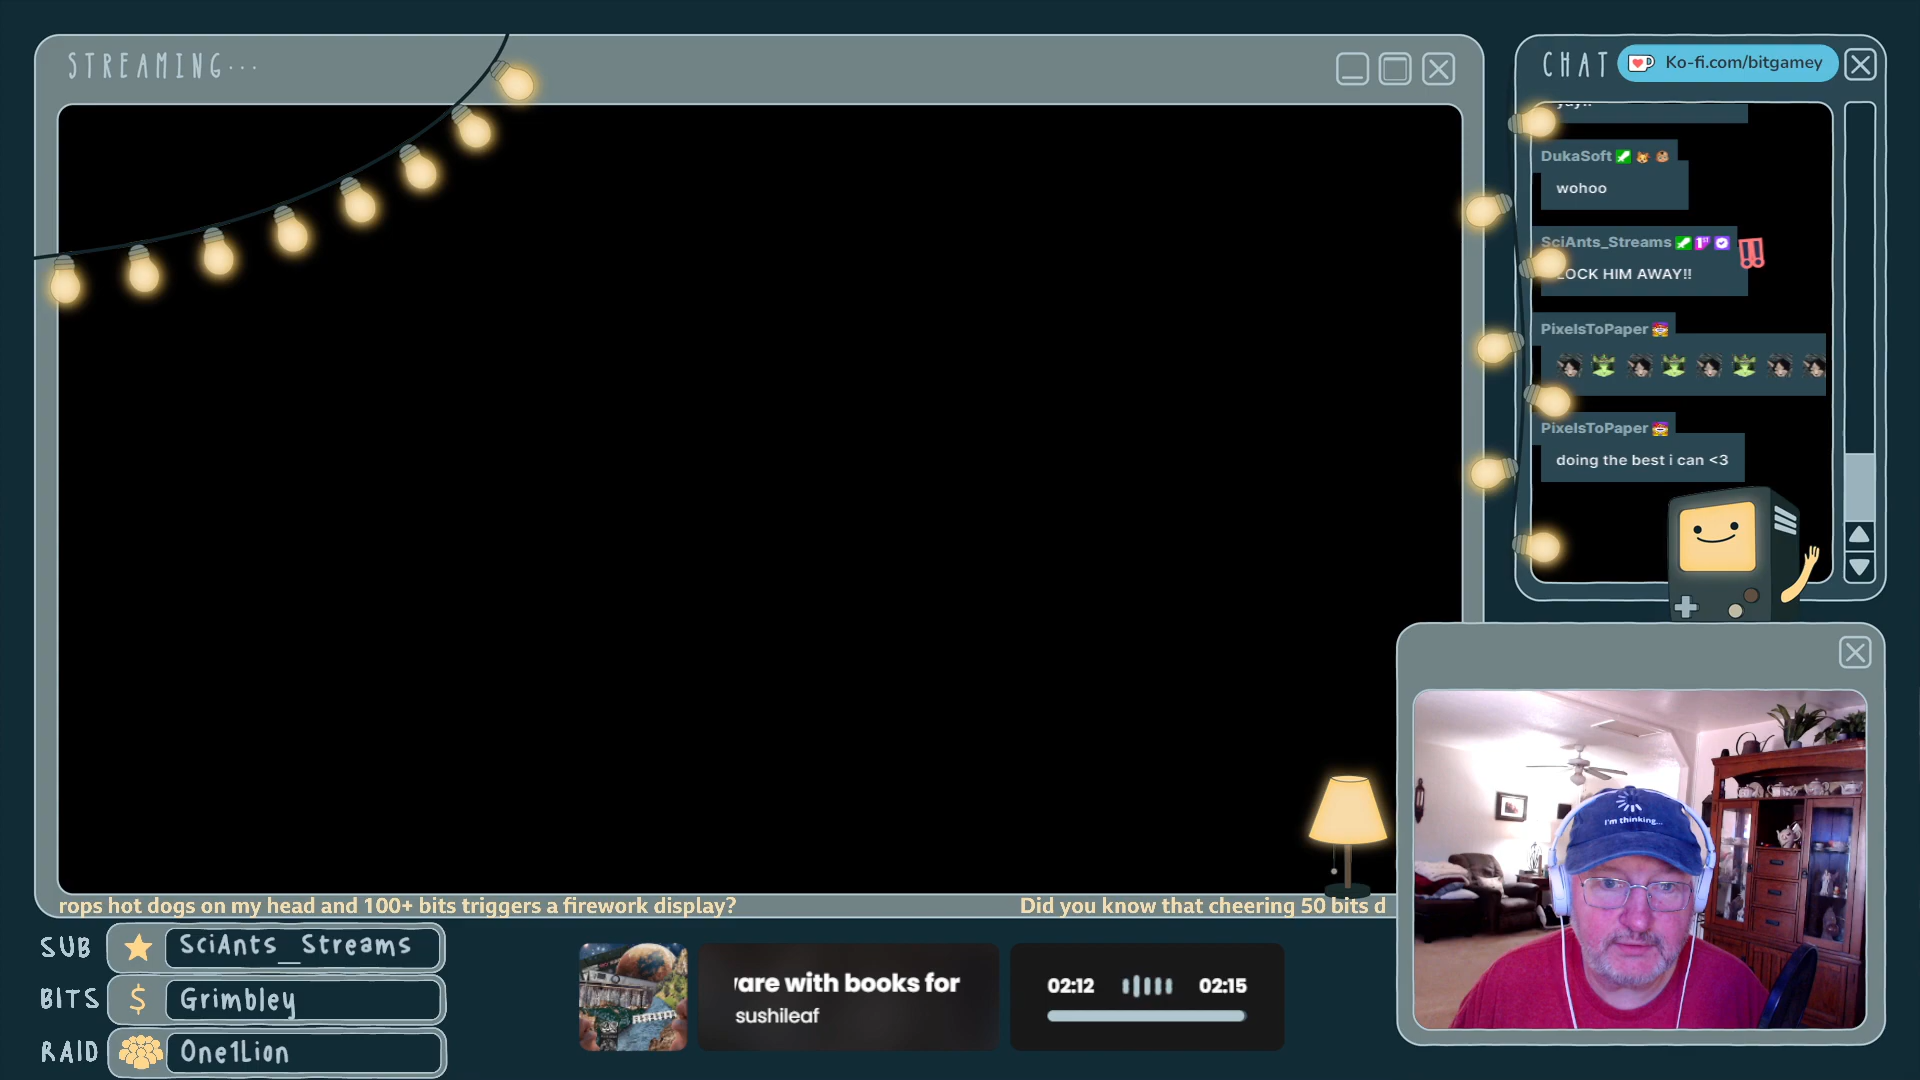 STREAMING...
CHAT
Ko-fi.com/bitgamey
DukaSoft
wohoo
SciAnts_Streams
LOCK HIM AWAY!!
PixelsToPaper
PixelsToPaper
doing the best i can <3
I'm thinking...
rops hot dogs on my head and 100+ bits triggers a firework display?
Did you know that cheering 50 bits d
SUB
SciAnts_Streams
BITS
$
Grimbley
RAID
One1Lion
are with books for
sushileaf
02:12
02:15